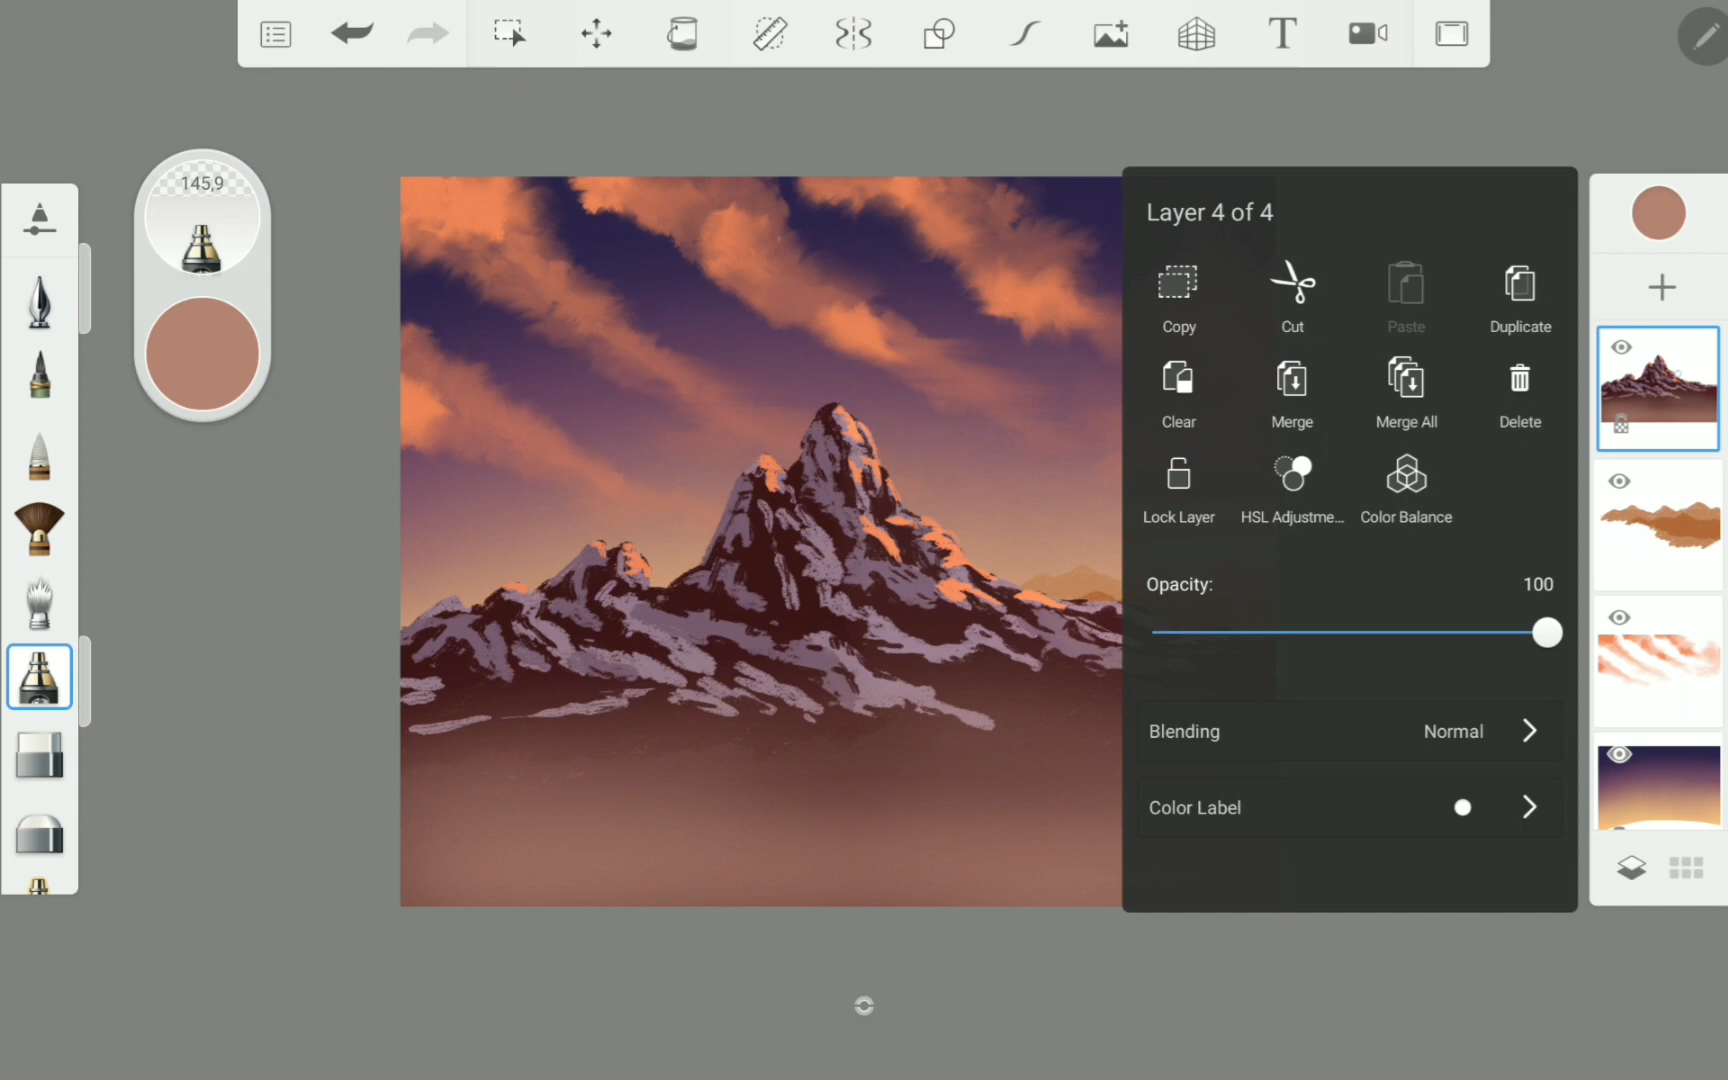 145,9
Layer 4 of 4
Copy Cut Paste Duplicate
Clear Merge Merge All Delete
Lock Layer HSL Adjustme... Color Balance
Opacity: 100
Blending Normal
Color Label